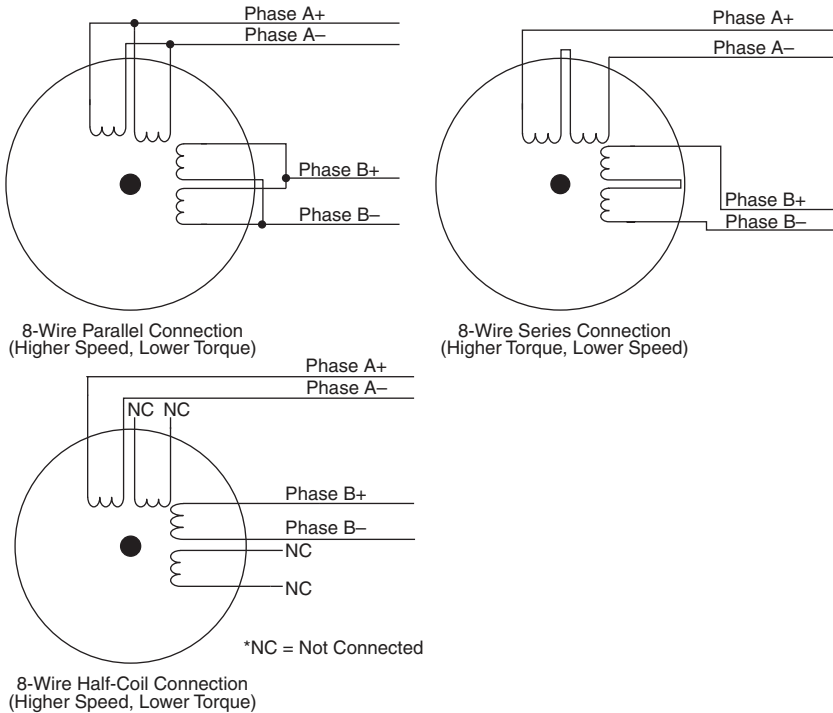 Phase A+
Phase A–
Phase B+
Phase B–
8-Wire Parallel Connection
(Higher Speed, Lower Torque)
Phase A+
Phase A–
Phase B+
Phase B–
8-Wire Series Connection
(Higher Torque, Lower Speed)
Phase A+
Phase A–
NC NC
Phase B+
Phase B–
NC
NC
*NC = Not Connected
8-Wire Half-Coil Connection
(Higher Speed, Lower Torque)